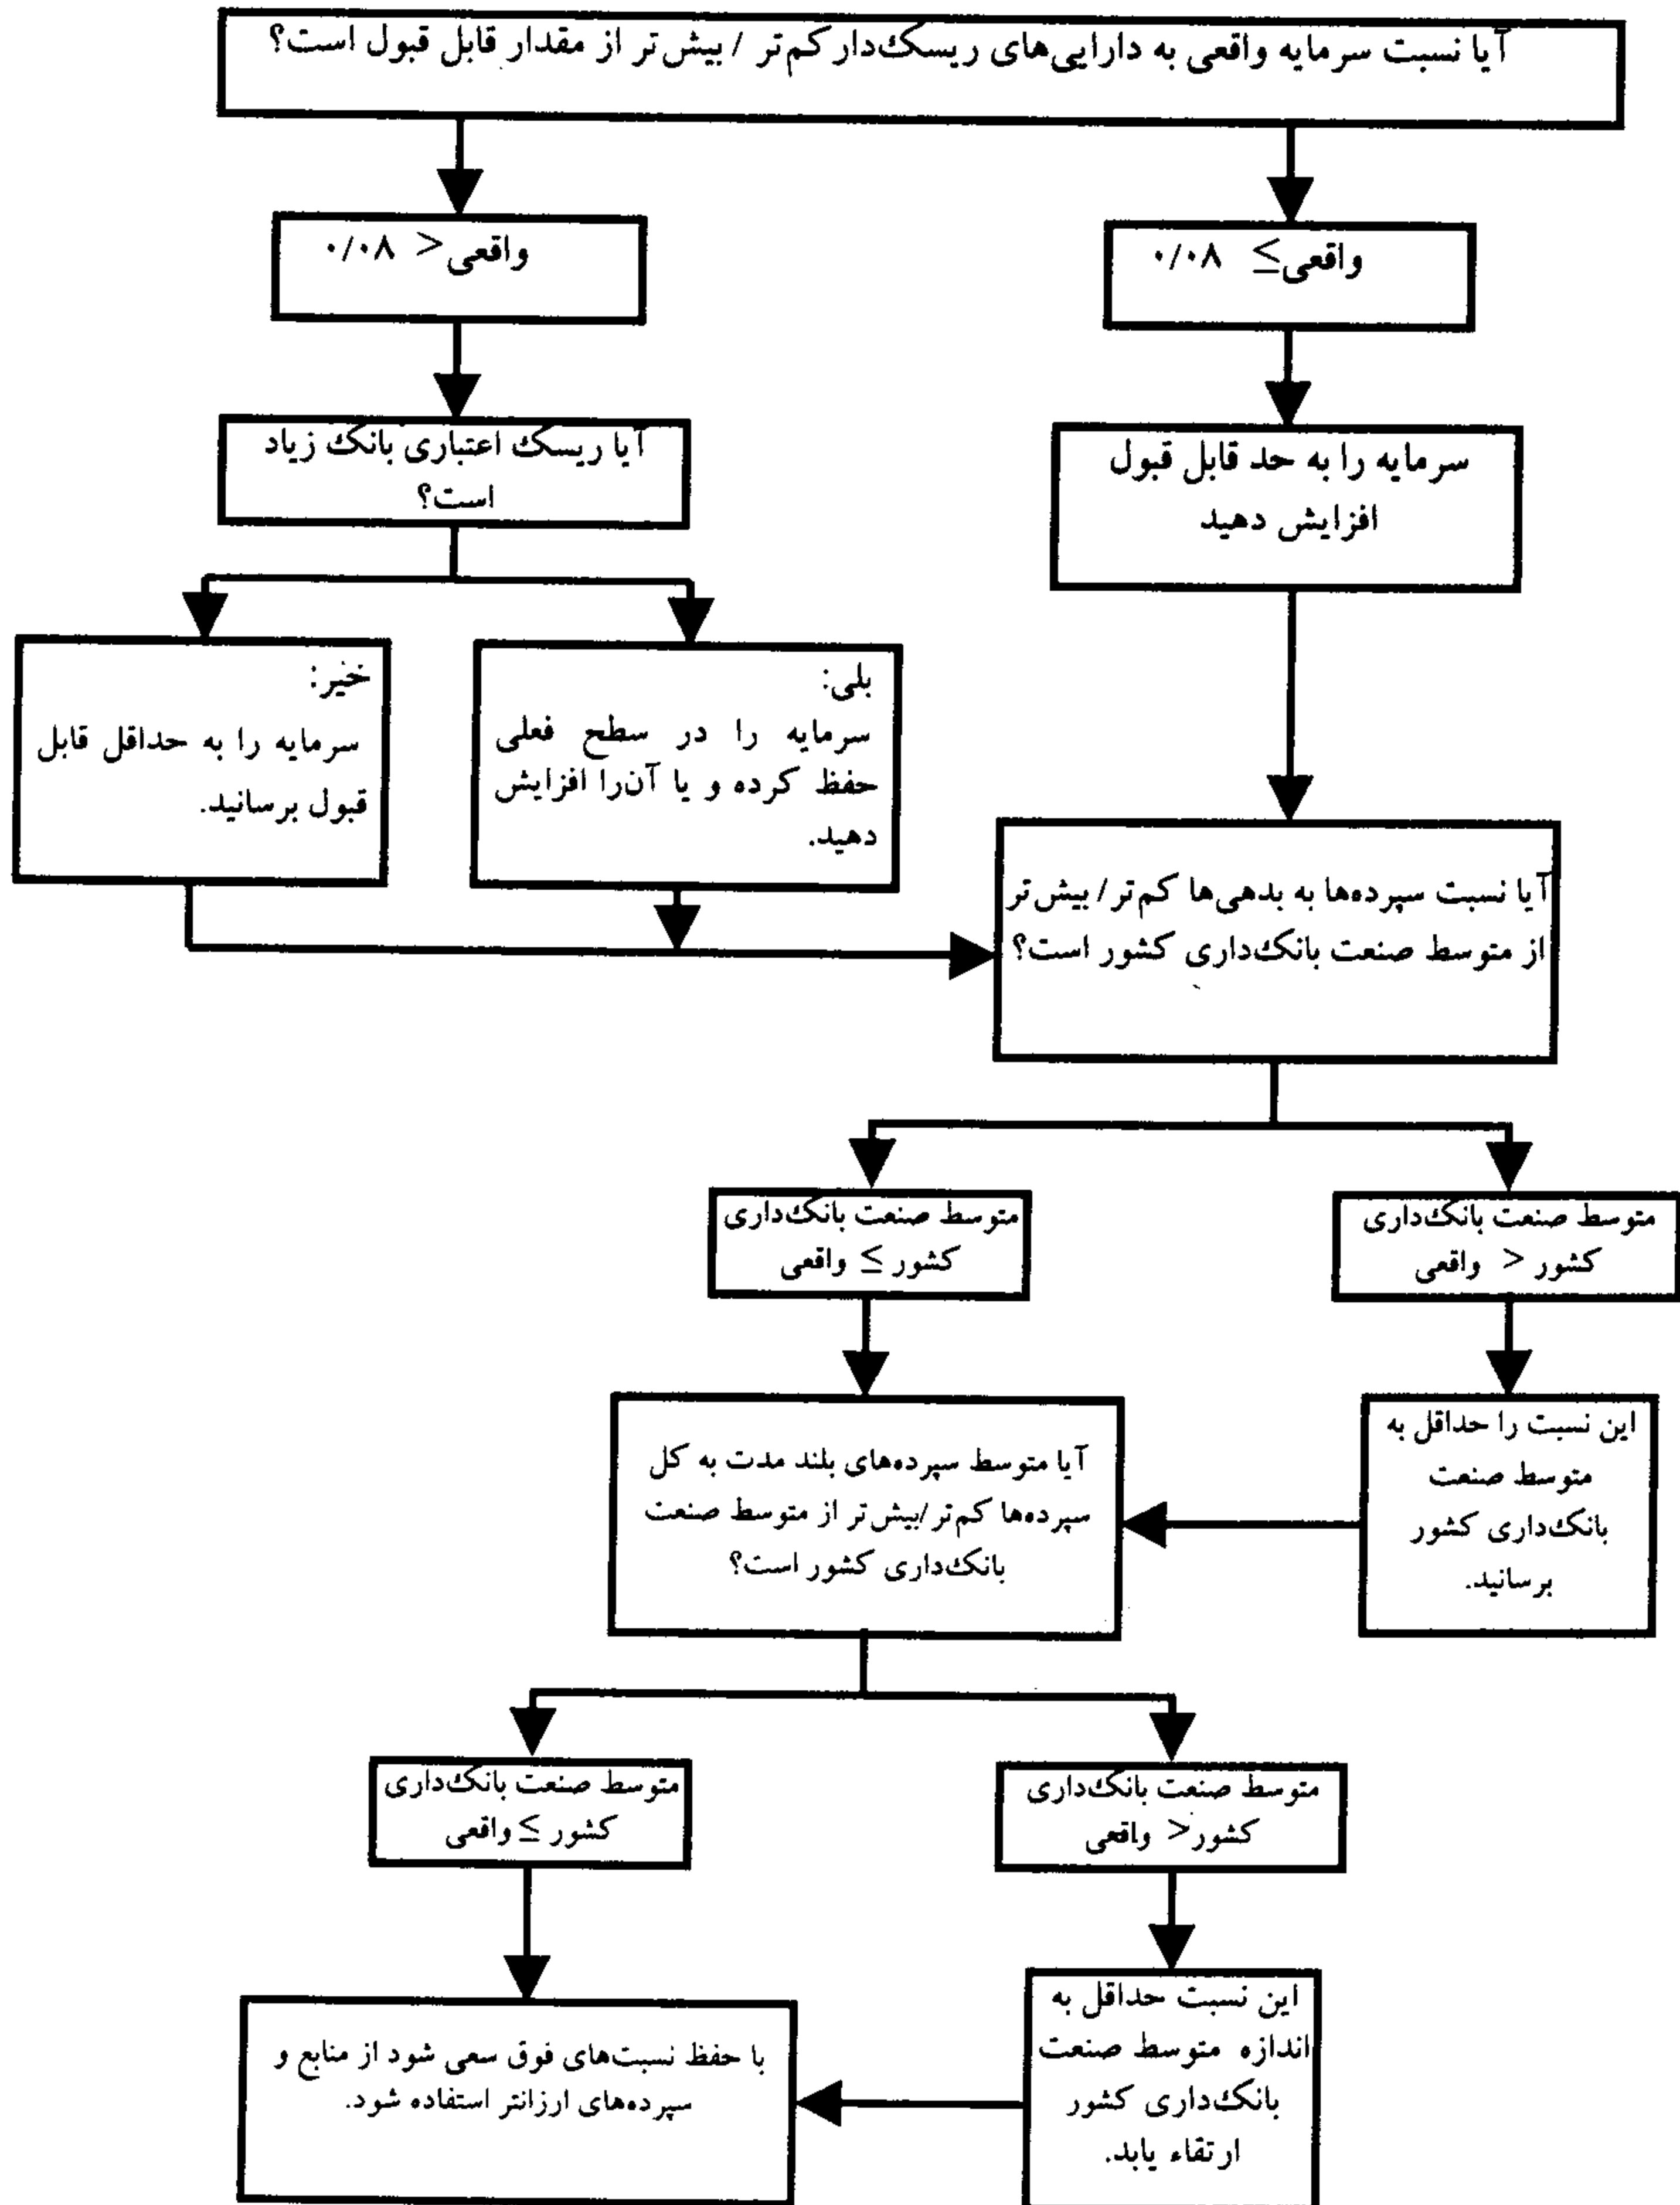 آیا نسبت سرمایه واقعی به دارایی‌های ریسک‌دار کم‌تر / بیش‌تر از مقدار قابل قبول است؟
واقعی ≥ ۰/۰۸
واقعی < ۰/۰۸
سرمایه را به حد قابل قبول
افزایش دهید
آیا ریسک اعتباری بانک زیاد
است؟
بلی:
سرمایه را در سطح فعلی
حفظ کرده و یا آن‌را افزایش
دهید.
خیر:
سرمایه را به حداقل قابل
قبول برسانید.
آیا نسبت سپرده‌ها به بدهی‌ها کم‌تر / بیش‌تر
از متوسط صنعت بانک‌داری کشور است؟
متوسط صنعت بانک‌داری
کشور > واقعی
متوسط صنعت بانک‌داری
کشور ≤ واقعی
این نسبت را حداقل به
متوسط صنعت
بانک‌داری کشور
برسانید.
آیا متوسط سپرده‌های بلند مدت به کل
سپرده‌ها کم‌تر /بیش‌تر از متوسط صنعت
بانک‌داری کشور است؟
متوسط صنعت بانک‌داری
کشور > واقعی
متوسط صنعت بانک‌داری
کشور ≤ واقعی
این نسبت حداقل به
اندازه متوسط صنعت
بانک‌داری کشور
ارتقاء یابد.
با حفظ نسبت‌های فوق سعی شود از منابع و
سپرده‌های ارزانتر استفاده شود.